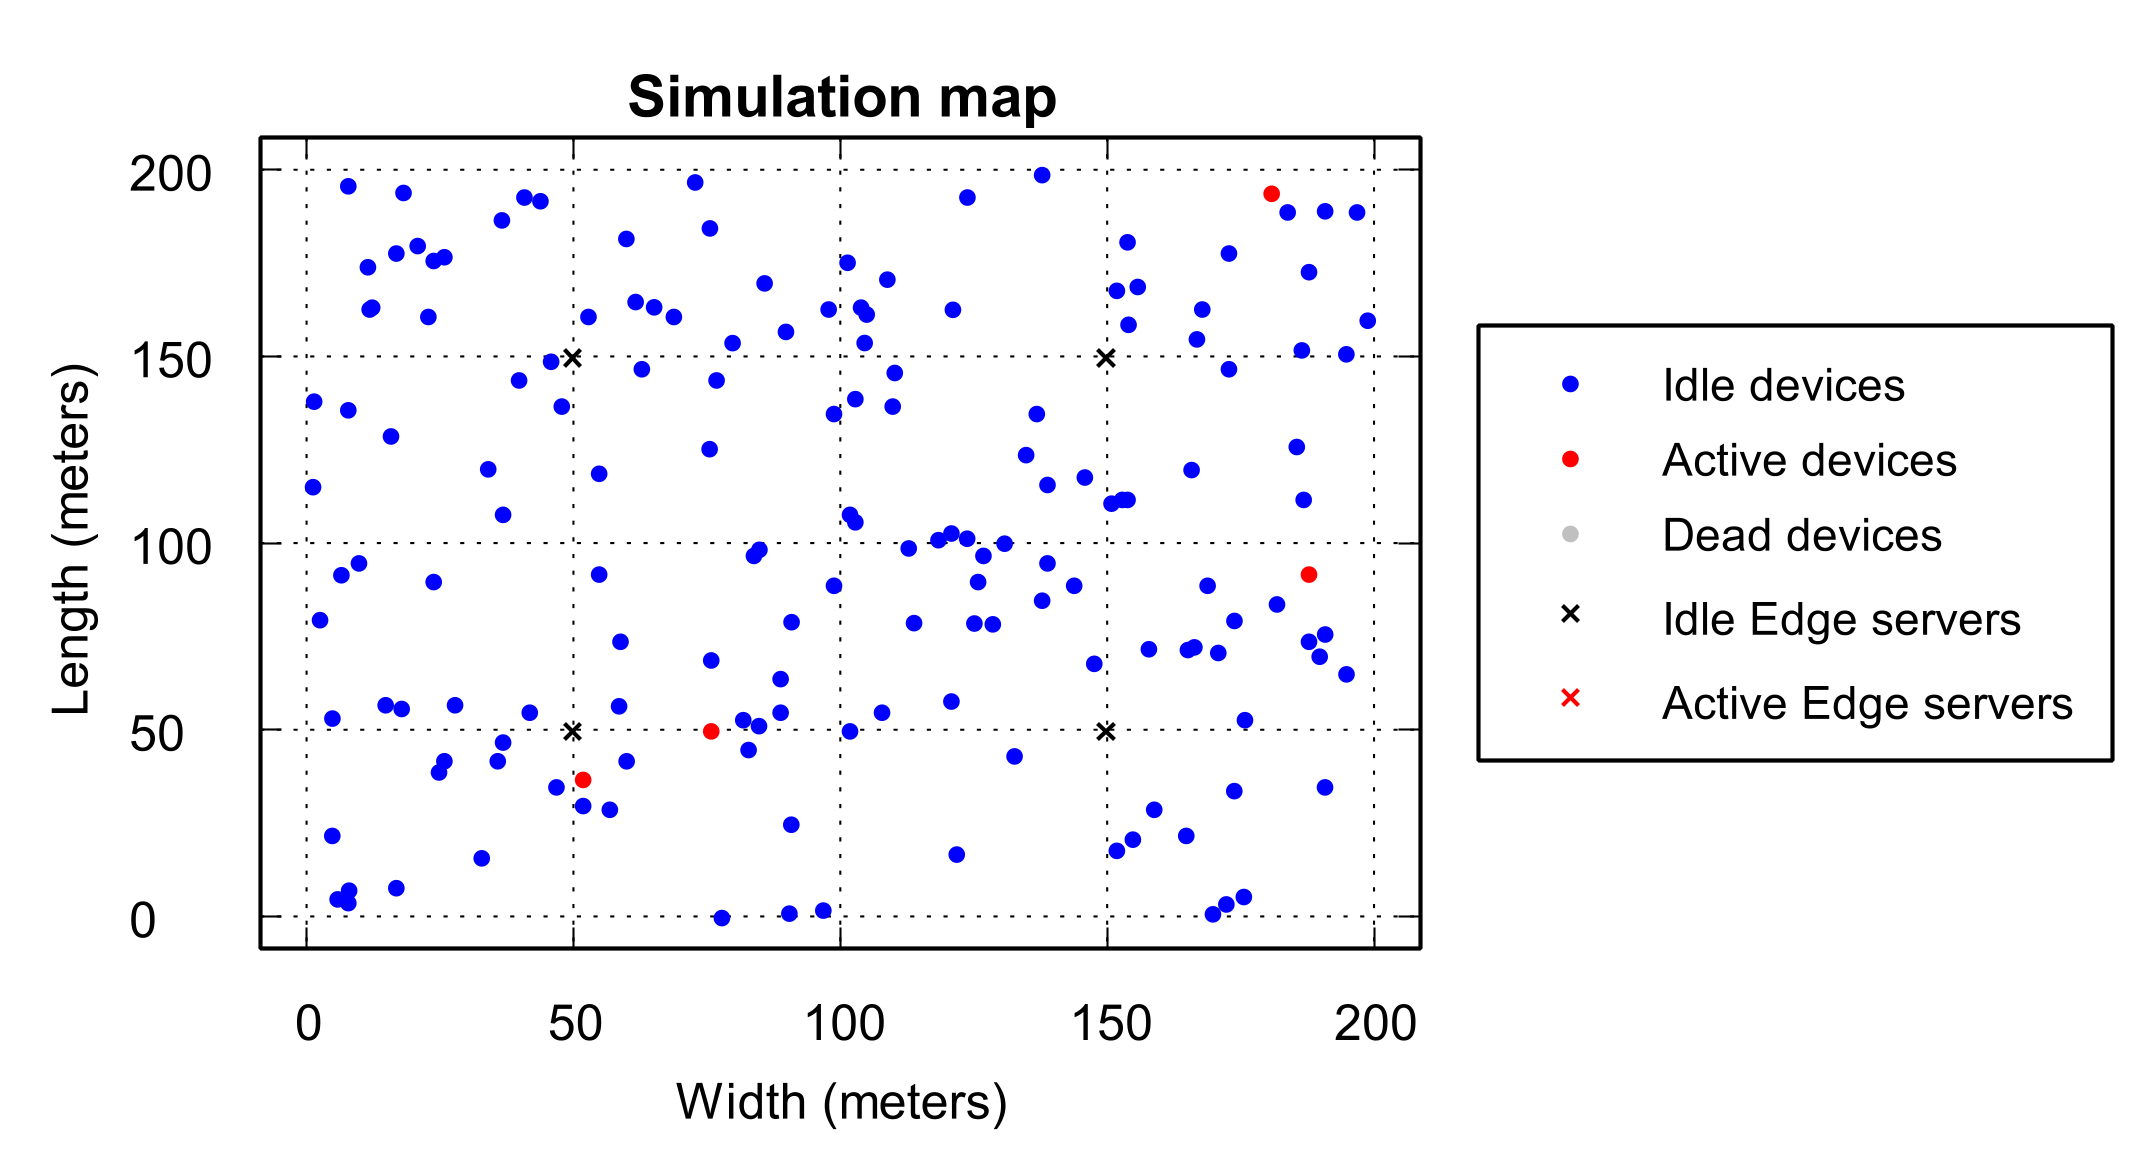 Simulation map
200
150
100
50
0
Length (meters)
0 50 100 150 200
Width (meters)
Idle devices
Active devices
Dead devices
Idle Edge servers
Active Edge servers